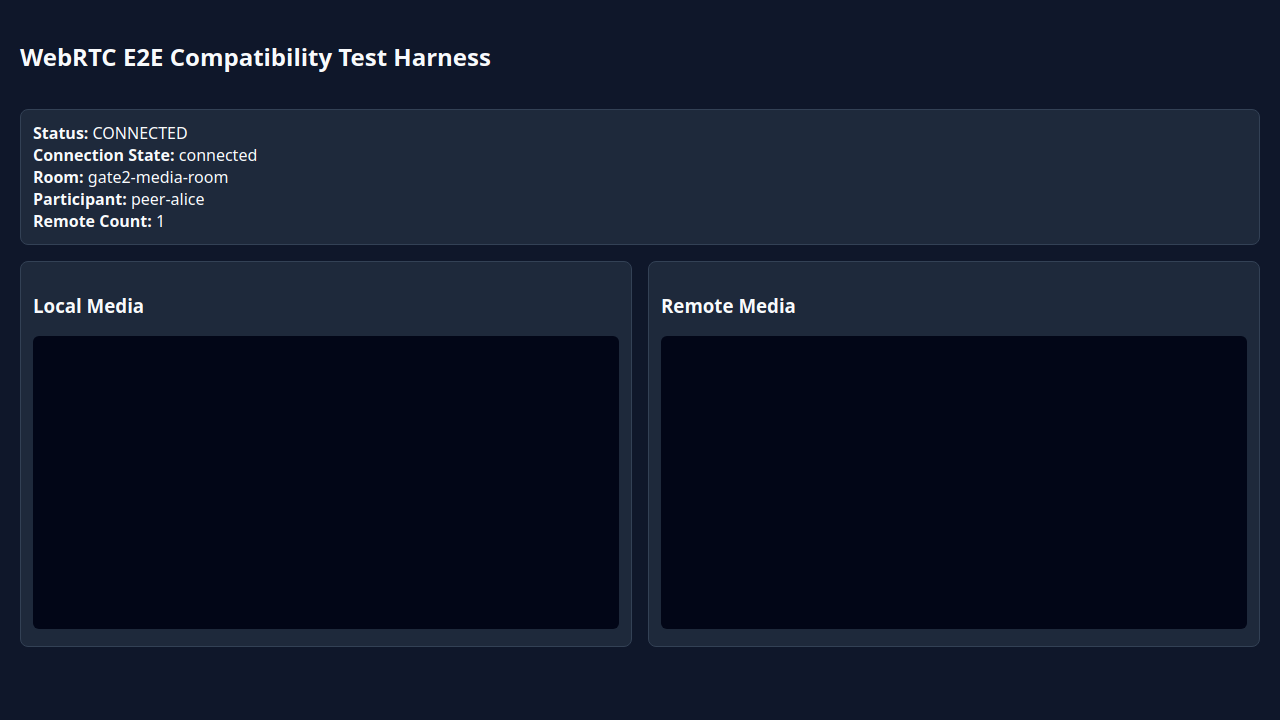 WebRTC E2E Compatibility Test Harness
Status: CONNECTED
Connection State: connected
Room: gate2-media-room
Participant: peer-alice
Remote Count: 1
Local Media
Remote Media